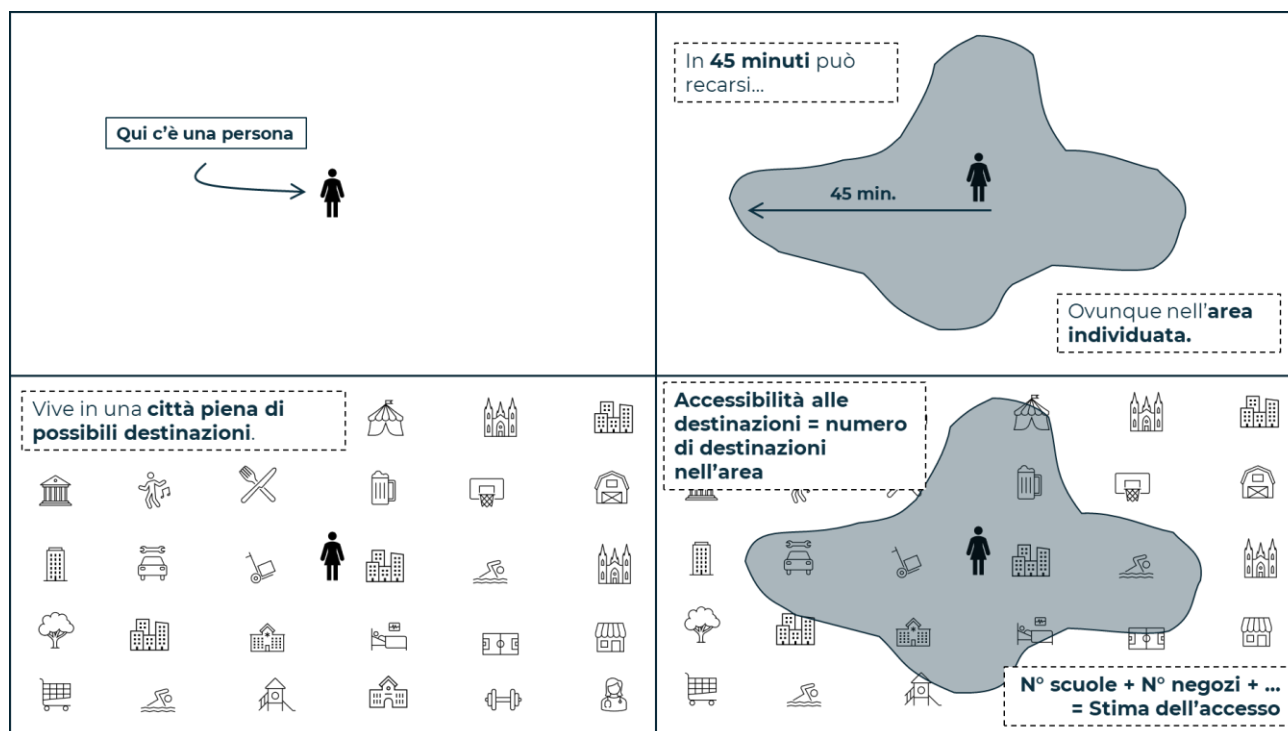 Qui c'è una persona
In 45 minuti può
recarsi...
45 min.
Ovunque nell'area
individuata.
Vive in una città piena di
possibili destinazioni.
Accessibilità alle
destinazioni = numero
di destinazioni
nell'area
N° scuole + N° negozi + ...
= Stima dell'accesso